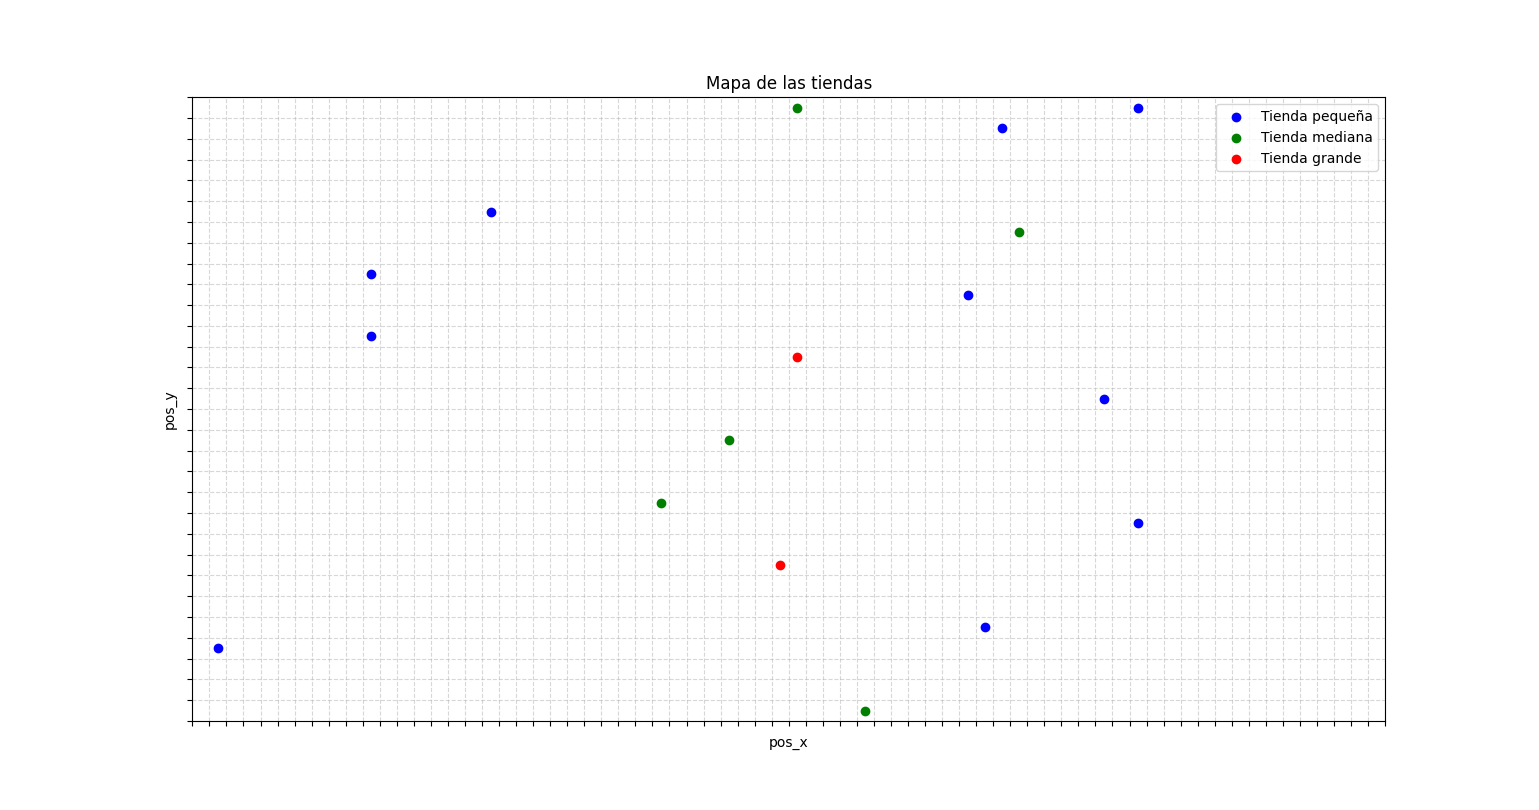 Mapa de las tiendas
Tienda pequeña
Tienda mediana
Tienda grande
pos_y
pos_x